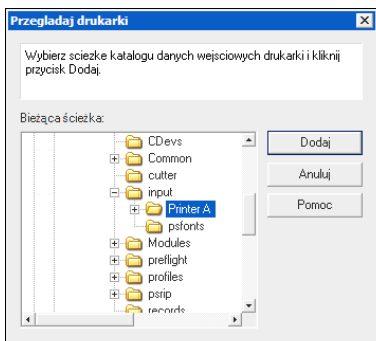 Przegladaj drukarki
Wybierz sciezke katalogu danych wejsciowych drukarki i kliknij
przycisk Dodaj.
Bieżąca ścieżka:
CDevs
Common
cutter
input
Printer A
psfonts
Modules
preflight
profiles
psrip
records
Dodaj
Anuluj
Pomoc